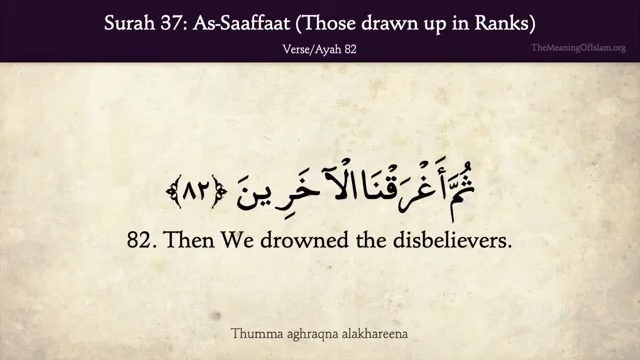 Surah 37: As-Saaffaat (Those drawn up in Ranks)
Verse/Ayah 82
TheMeaningOfIslam.org
ثُمَّ أَغْرَقْنَا الْآخَرِينَ ﴿٨٢﴾
82. Then We drowned the disbelievers.
Thumma aghraqna alakhareena